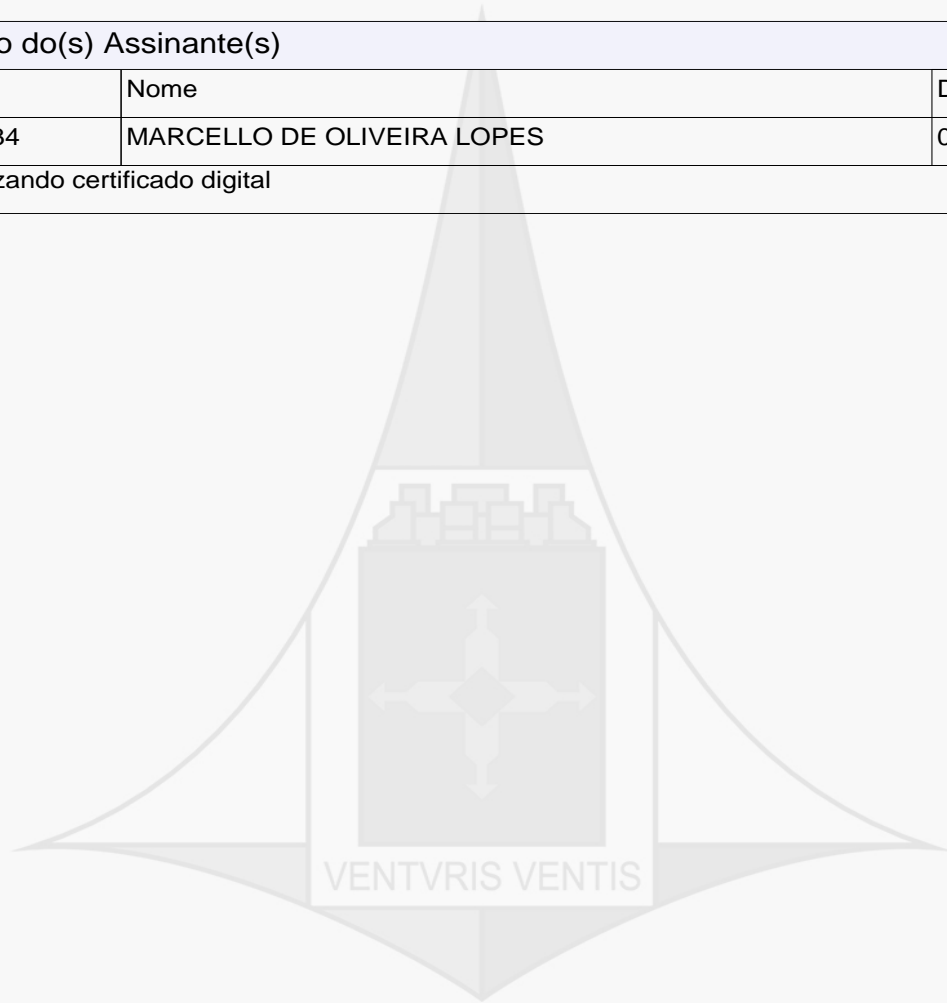 o do(s) Assinante(s)
Nome D
34 MARCELLO DE OLIVEIRA LOPES 0
zando certificado digital
VENTVRIS VENTIS